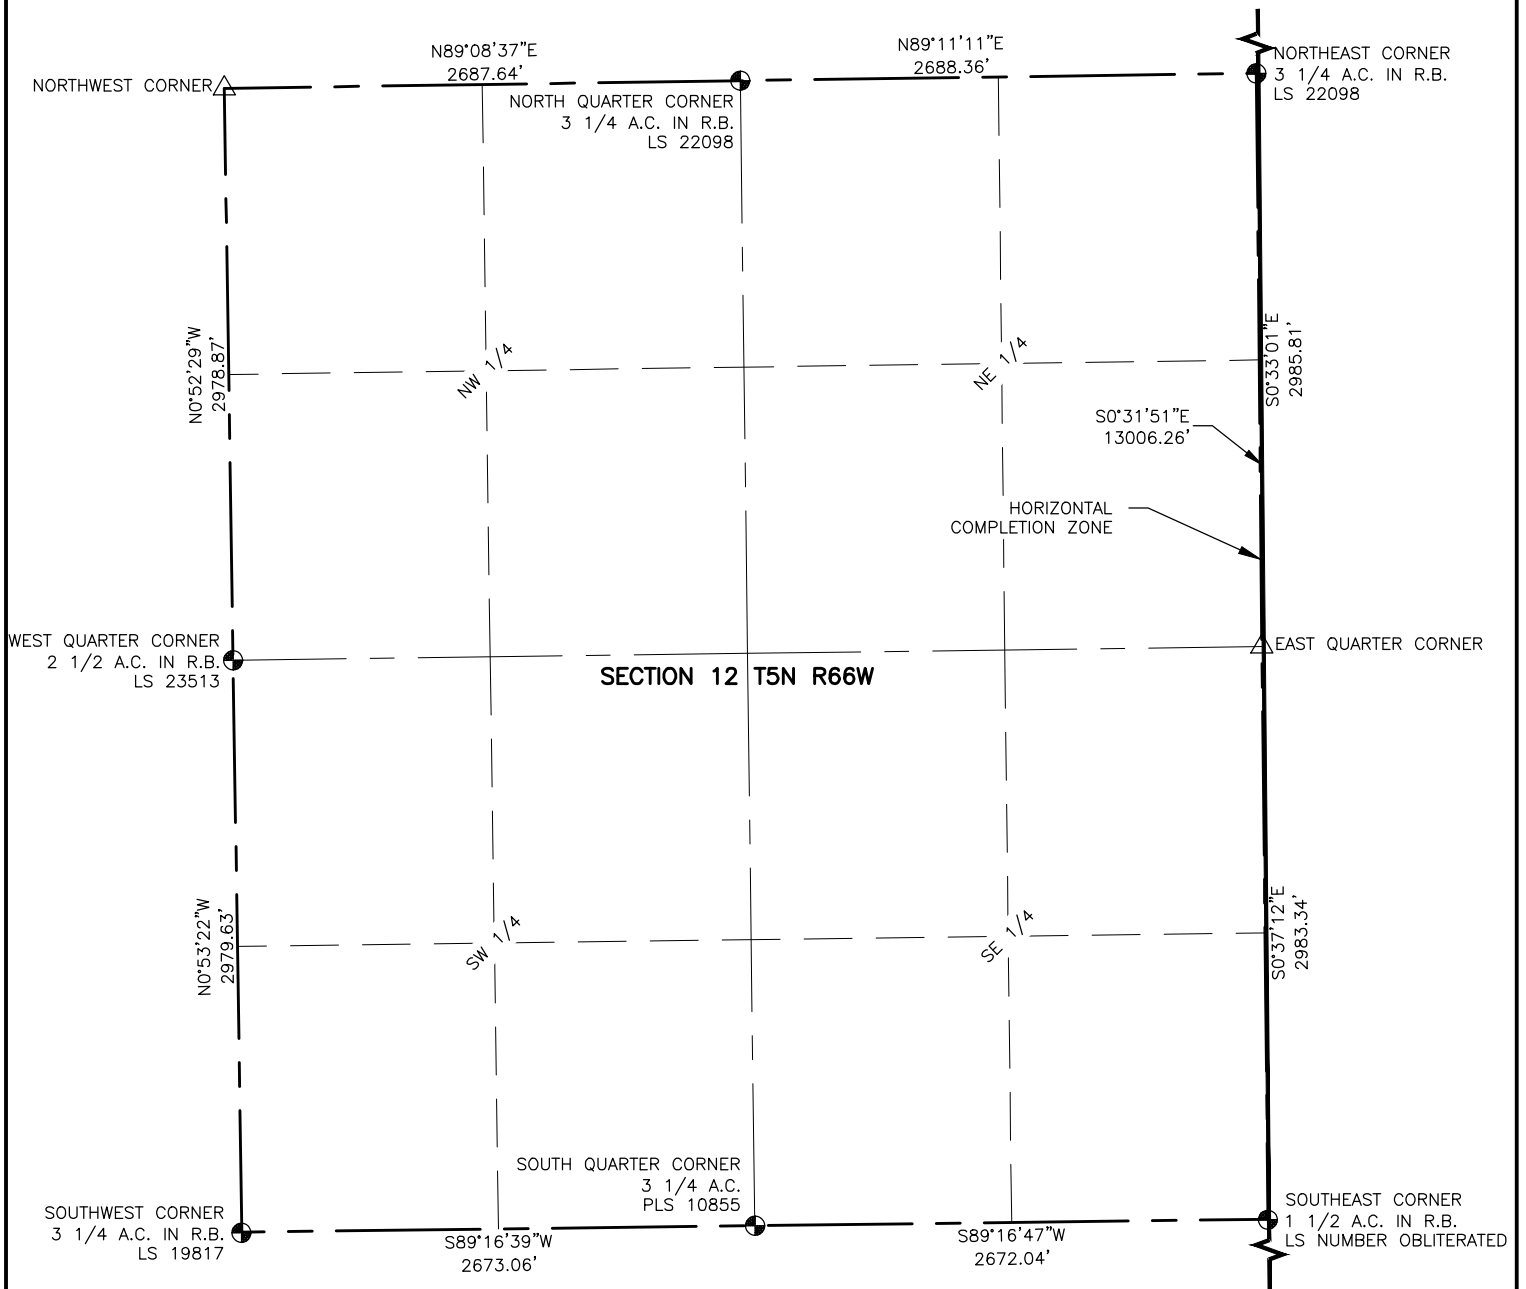 N89°08'37"E
2687.64'
N89°11'11"E
2688.36'
NORTHWEST CORNER
NORTH QUARTER CORNER
3 1/4 A.C. IN R.B.
LS 22098
NORTHEAST CORNER
3 1/4 A.C. IN R.B.
LS 22098
N0°52'29"W
2978.87'
NW 1/4
NE 1/4
S0°33'01"E
2985.81'
S0°31'51"E
13006.26'
HORIZONTAL
COMPLETION ZONE
WEST QUARTER CORNER
2 1/2 A.C. IN R.B.
LS 23513
SECTION 12 T5N R66W
EAST QUARTER CORNER
N0°53'22"W
2979.63'
SW 1/4
SE 1/4
S0°37'12"E
2983.34'
SOUTHWEST CORNER
3 1/4 A.C. IN R.B.
LS 19817
SOUTH QUARTER CORNER
3 1/4 A.C.
PLS 10855
SOUTHEAST CORNER
1 1/2 A.C. IN R.B.
LS NUMBER OBLITERATED
S89°16'39"W
2673.06'
S89°16'47"W
2672.04'